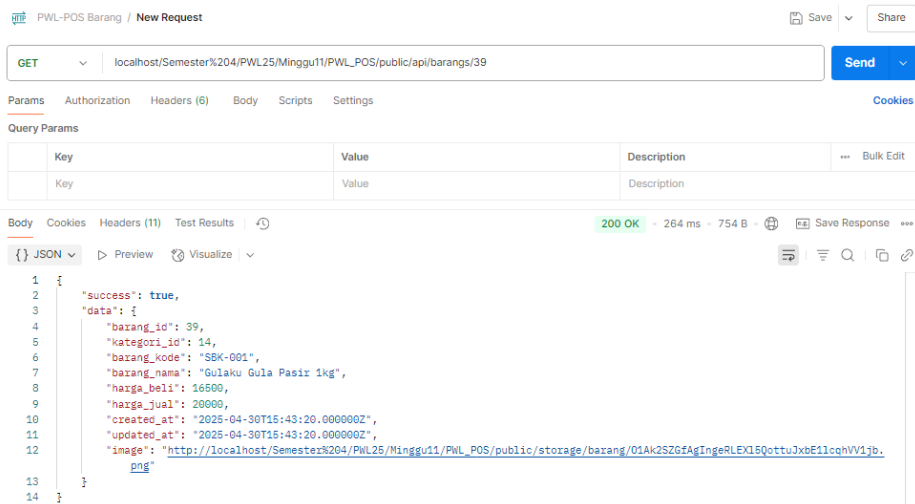 HTTP PWL-POS Barang / New Request Save Share
GET localhost/Semester%204/PWL25/Minggu11/PWL_POS/public/api/barangs/39 Send
Params Authorization Headers (6) Body Scripts Settings Cookies
Query Params
Key Value Description ••• Bulk Edit
Key Value Description
Body Cookies Headers (11) Test Results 200 OK • 264 ms • 754 B • Save Response •••
{} JSON Preview Visualize
1 {
2 "success": true,
3 "data": {
4 "barang_id": 39,
5 "kategori_id": 14,
6 "barang_kode": "SBK-001",
7 "barang_nama": "Gulaku Gula Pasir 1kg",
8 "harga_beli": 16500,
9 "harga_jual": 20000,
10 "created_at": "2025-04-30T15:43:20.000000Z",
11 "updated_at": "2025-04-30T15:43:20.000000Z",
12 "image": "http://localhost/Semester%204/PWL25/Minggu11/PWL_POS/public/storage/barang/O1Ak2SZGfAgIngeRLEXl5QottuJxbE1lcqhVV1jb.
png"
13 }
14 }